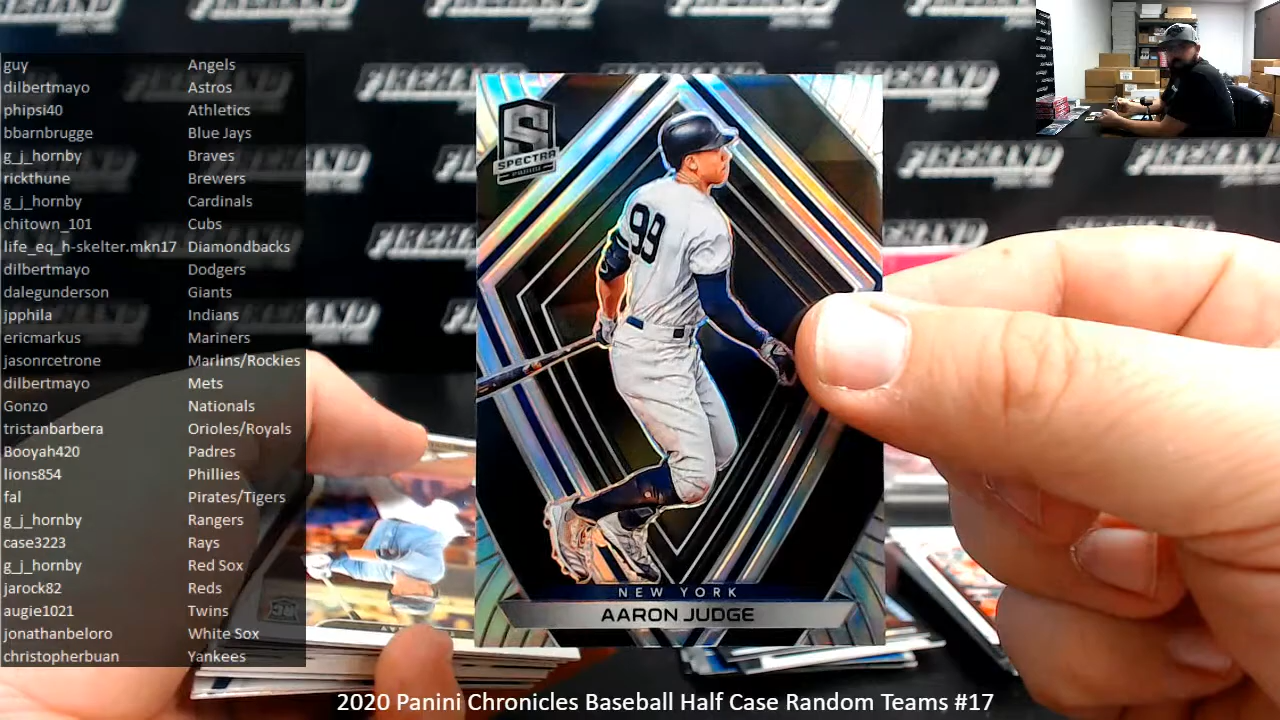 guy Angels
dilbertmayo Astros
phipsi40 Athletics
bbarnbrugge Blue Jays
g_j_hornby Braves
rickthune Brewers
g_j_hornby Cardinals
chitown_101 Cubs
life_eq_h-skelter.mkn17 Diamondbacks
dilbertmayo Dodgers
dalegunderson Giants
jpphila Indians
ericmarkus Mariners
jasonrcetrone Marlins/Rockies
dilbertmayo Mets
Gonzo Nationals
tristanbarbera Orioles/Royals
Booyah420 Padres
lions854 Phillies
fal Pirates/Tigers
g_j_hornby Rangers
case3223 Rays
g_j_hornby Red Sox
jarock82 Reds
augie1021 Twins
jonathanbeloro White Sox
christopherbuan Yankees
FIREHAND
FIREHAND
FIREHAND
S
SPECTRA
PANINI
99
NEW YORK
AARON JUDGE
2020 Panini Chronicles Baseball Half Case Random Teams #17